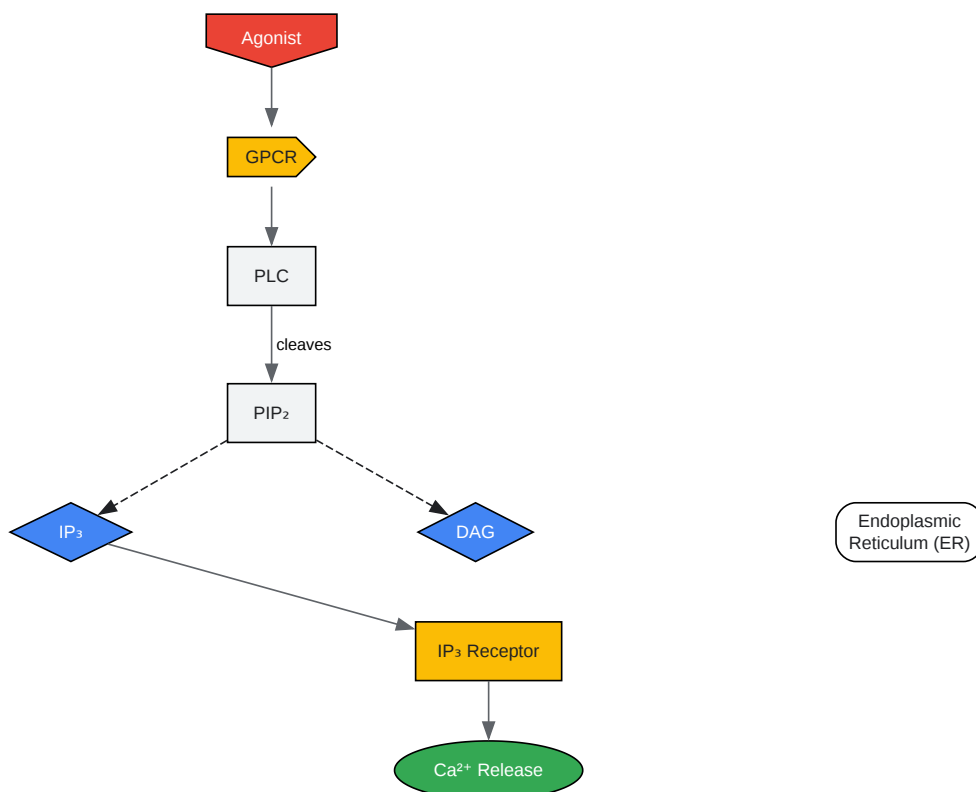 Agonist
GPCR
PLC
cleaves
PIP₂
IP₃
DAG
Endoplasmic
Reticulum (ER)
IP₃ Receptor
Ca²⁺ Release